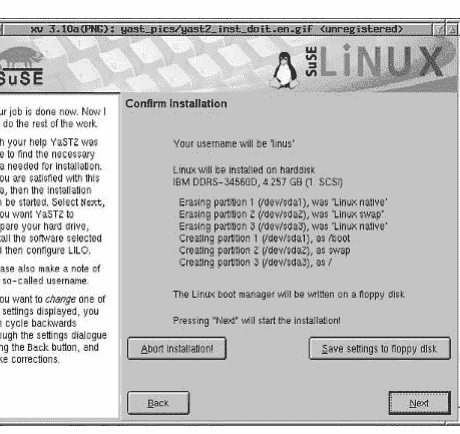 xv 3.10a(PNG): yast_pics/yast2_inst_doit.en.gif <unregistered>
SuSE
SuSE LiNUX
ur job is done now. Now I
do the rest of the work.
h your help YaST2 was
e to find the necessary
a needed for installation.
ou are satisfied with this
a, then the installation
n be started. Select Next,
ou want YaST2 to
pare your hard drive,
tall the software selected
d then configure LILO.
ase also make a note of
so-called username.
ou want to change one of
settings displayed, you
n cycle backwards
ough the settings dialogue
ng the Back button, and
ke corrections.
Confirm installation
Your username will be 'linus'
Linux will be installed on harddisk
IBM DDRS-34560D, 4.257 GB (1. SCSI)
Erasing partition 1 (/dev/sda1), was 'Linux native'
Erasing partition 2 (/dev/sda2), was 'Linux swap'
Erasing partition 3 (/dev/sda3), was 'Linux native'
Creating partition 1 (/dev/sda1), as /boot
Creating partition 2 (/dev/sda2), as swap
Creating partition 3 (/dev/sda3), as /
The Linux boot manager will be written on a floppy disk
Pressing "Next" will start the installation!
Abort installation!
Save settings to floppy disk
Back
Next